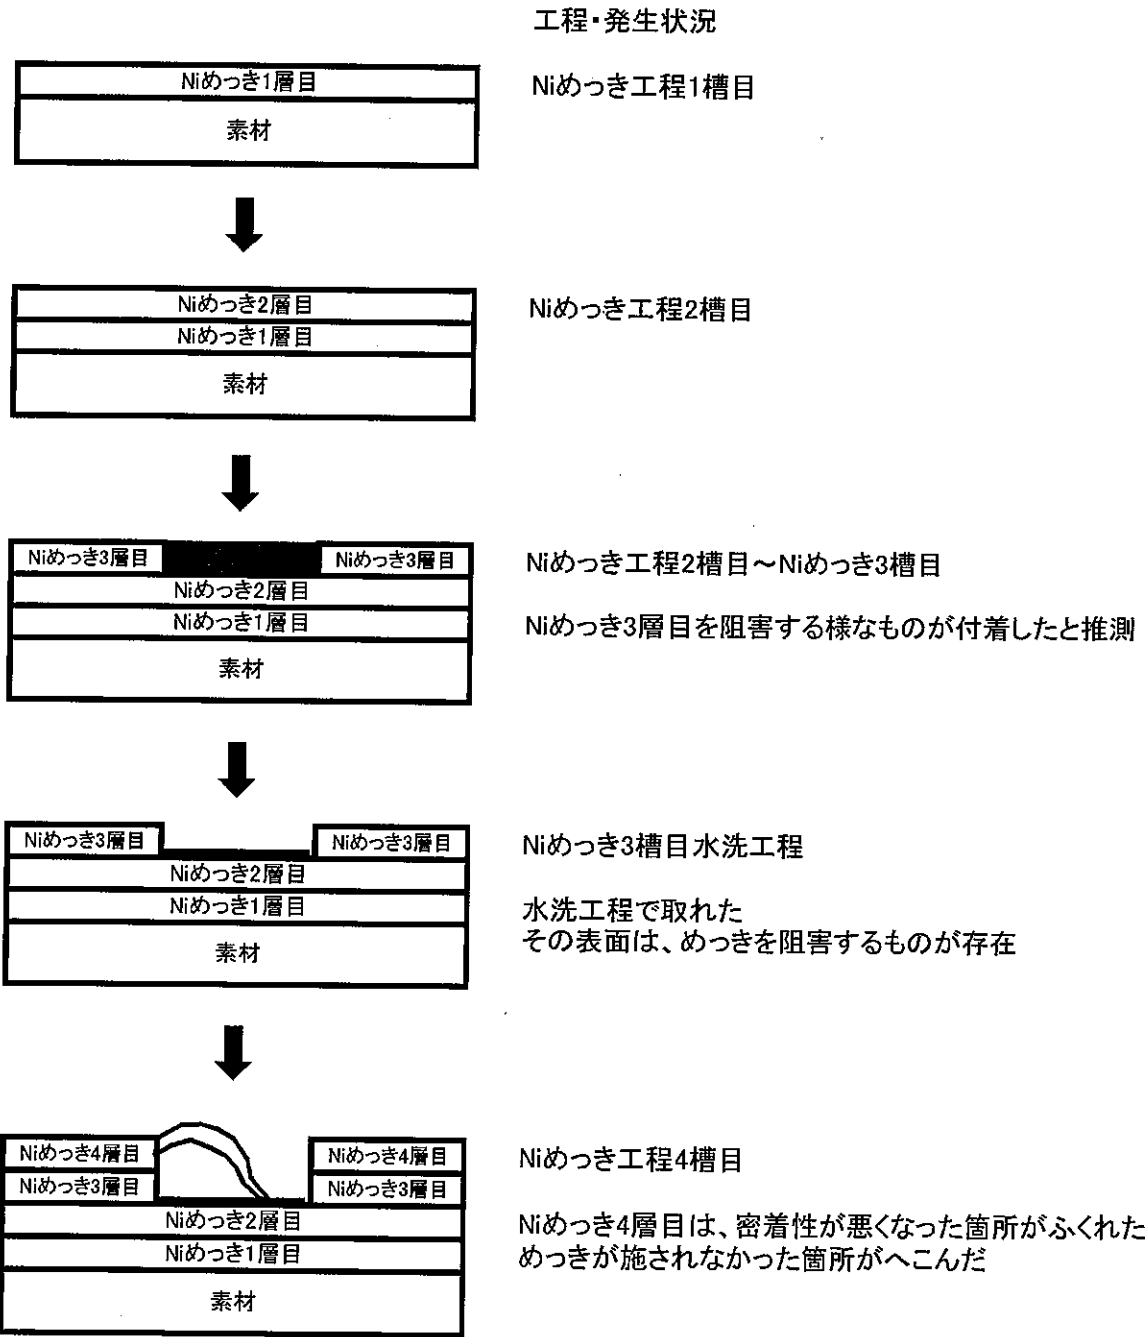 工程・発生状況
Niめっき1層目
素材
Niめっき工程1槽目
Niめっき2層目
Niめっき1層目
素材
Niめっき工程2槽目
Niめっき3層目
Niめっき3層目
Niめっき2層目
Niめっき1層目
素材
Niめっき工程2槽目～Niめっき3槽目
Niめっき3層目を阻害する様なものが付着したと推測
Niめっき3層目
Niめっき3層目
Niめっき2層目
Niめっき1層目
素材
Niめっき3槽目水洗工程
水洗工程で取れた
その表面は、めっきを阻害するものが存在
Niめっき4層目
Niめっき4層目
Niめっき3層目
Niめっき3層目
Niめっき2層目
Niめっき1層目
素材
Niめっき工程4槽目
Niめっき4層目は、密着性が悪くなった箇所がふくれた
めっきが施されなかった箇所がへこんだ